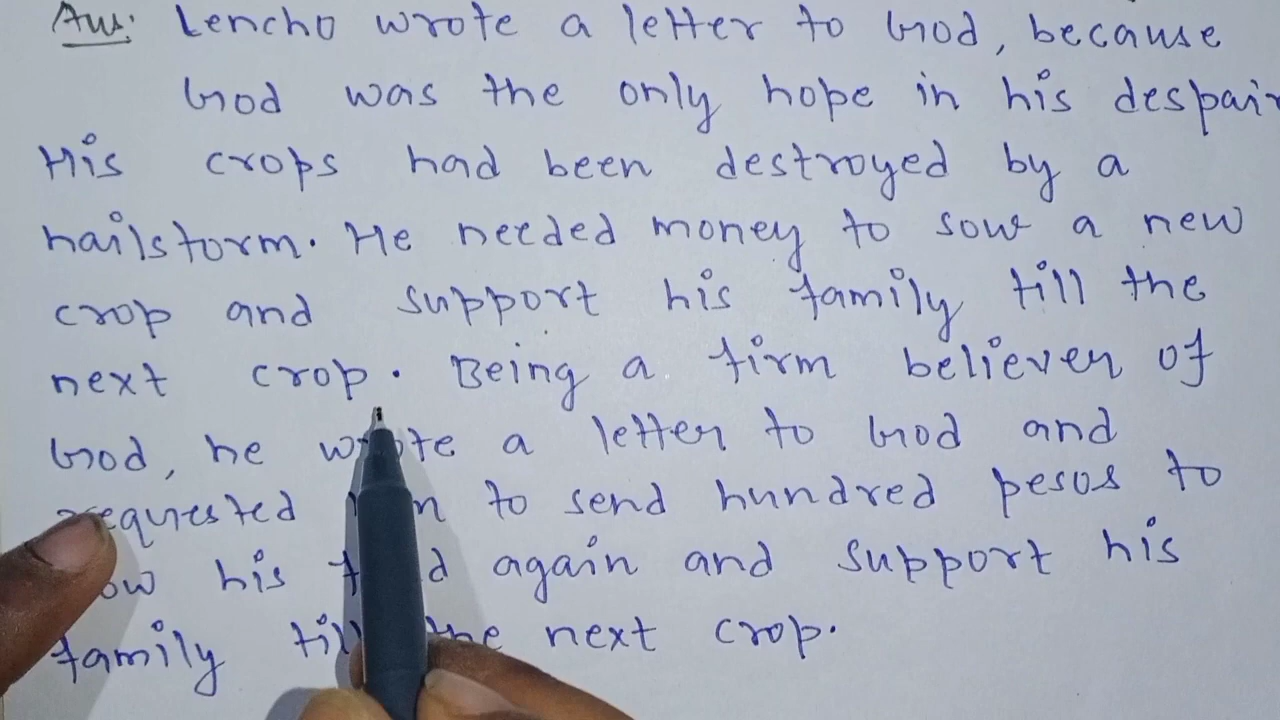 Ans: Lencho wrote a letter to God, because
God was the only hope in his despair
His crops had been destroyed by a
hailstorm. He needed money to sow a new
crop and support his family till the
next crop. Being a firm believer of
God, he wrote a letter to God and
requested to send hundred pesos to
his again and support his
family till the next crop.